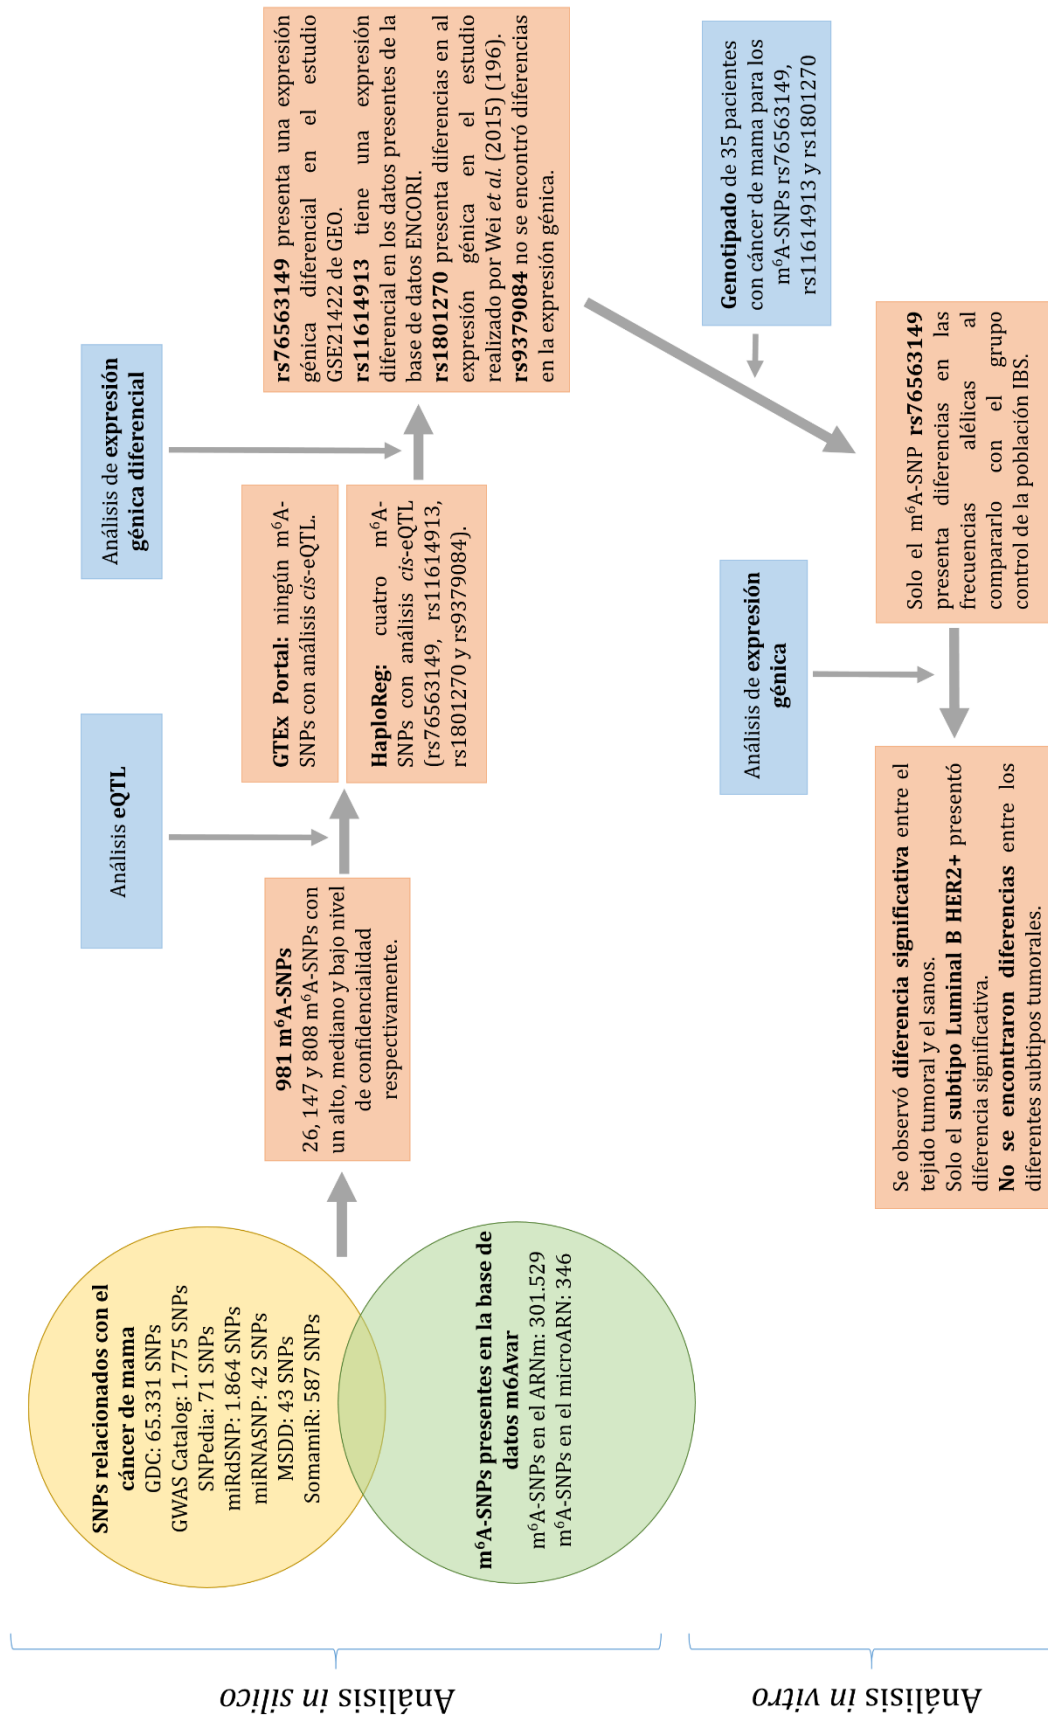 Análisis in silico
SNPs relacionados con el
cáncer de mama
GDC: 65.331 SNPs
GWAS Catalog: 1.775 SNPs
SNPedia: 71 SNPs
miRdSNP: 1.864 SNPs
miRNASNP: 42 SNPs
MSDD: 43 SNPs
SomamiR: 587 SNPs
m⁶A-SNPs presentes en la base de
datos m6Avar
m⁶A-SNPs en el ARNm: 301.529
m⁶A-SNPs en el microARN: 346
981 m⁶A-SNPs
26, 147 y 808 m⁶A-SNPs con
un alto, mediano y bajo nivel
de confidencialidad
respectivamente.
Análisis eQTL
GTEx Portal: ningún m⁶A-
SNPs con análisis cis-eQTL.
HaploReg: cuatro m⁶A-
SNPs con análisis cis-eQTL
(rs76563149, rs11614913,
rs1801270 y rs9379084).
Análisis de expresión
génica diferencial
rs76563149 presenta una expresión
génica diferencial en el estudio
GSE21422 de GEO.
rs11614913 tiene una expresión
diferencial en los datos presentes de la
base de datos ENCORI.
rs1801270 presenta diferencias en al
expresión génica en el estudio
realizado por Wei et al. (2015) (196).
rs9379084 no se encontró diferencias
en la expresión génica.
Análisis in vitro
Genotipado de 35 pacientes
con cáncer de mama para los
m⁶A-SNPs rs76563149,
rs11614913 y rs1801270
Solo el m⁶A-SNP rs76563149
presenta diferencias en las
frecuencias alélicas al
compararlo con el grupo
control de la población IBS.
Análisis de expresión
génica
Se observó diferencia significativa entre el
tejido tumoral y el sanos.
Solo el subtipo Luminal B HER2+ presentó
diferencia significativa.
No se encontraron diferencias entre los
diferentes subtipos tumorales.